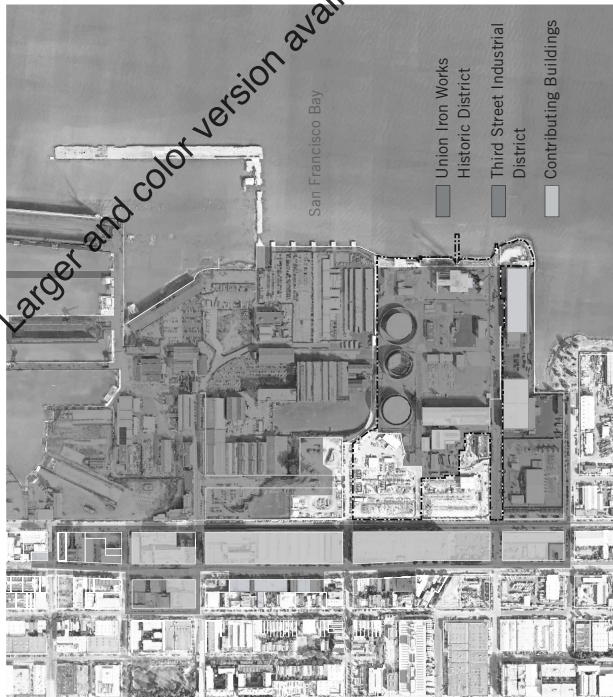 Larger and color version avai
San Francisco Bay
Union Iron Works
Historic District
Third Street Industrial
District
Contributing Buildings